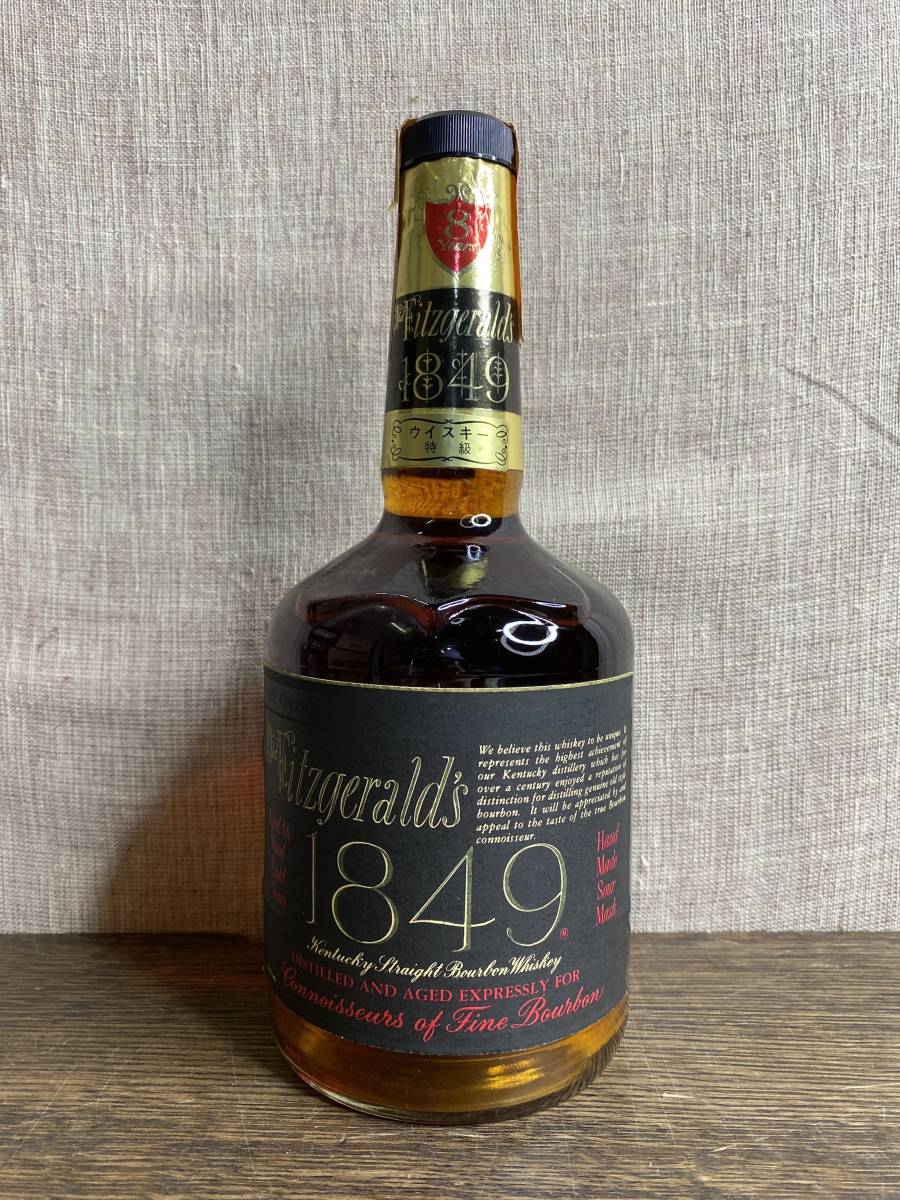 8
Years
Old Fitzgerald's
1849
ウイスキー
特 級
Old Fitzgerald's
1849
®
We believe this whiskey to be unique. It
represents the highest achievement of
our Kentucky distillery which has for
over a century enjoyed a reputation of
distinction for distilling genuine old style
bourbon. It will be appreciated by and
appeal to the taste of the true Bourbon
connoisseur.
Hand
Made
Sour
Mash
Kentucky Straight Bourbon Whiskey
DISTILLED AND AGED EXPRESSLY FOR
Connoisseurs of Fine Bourbon